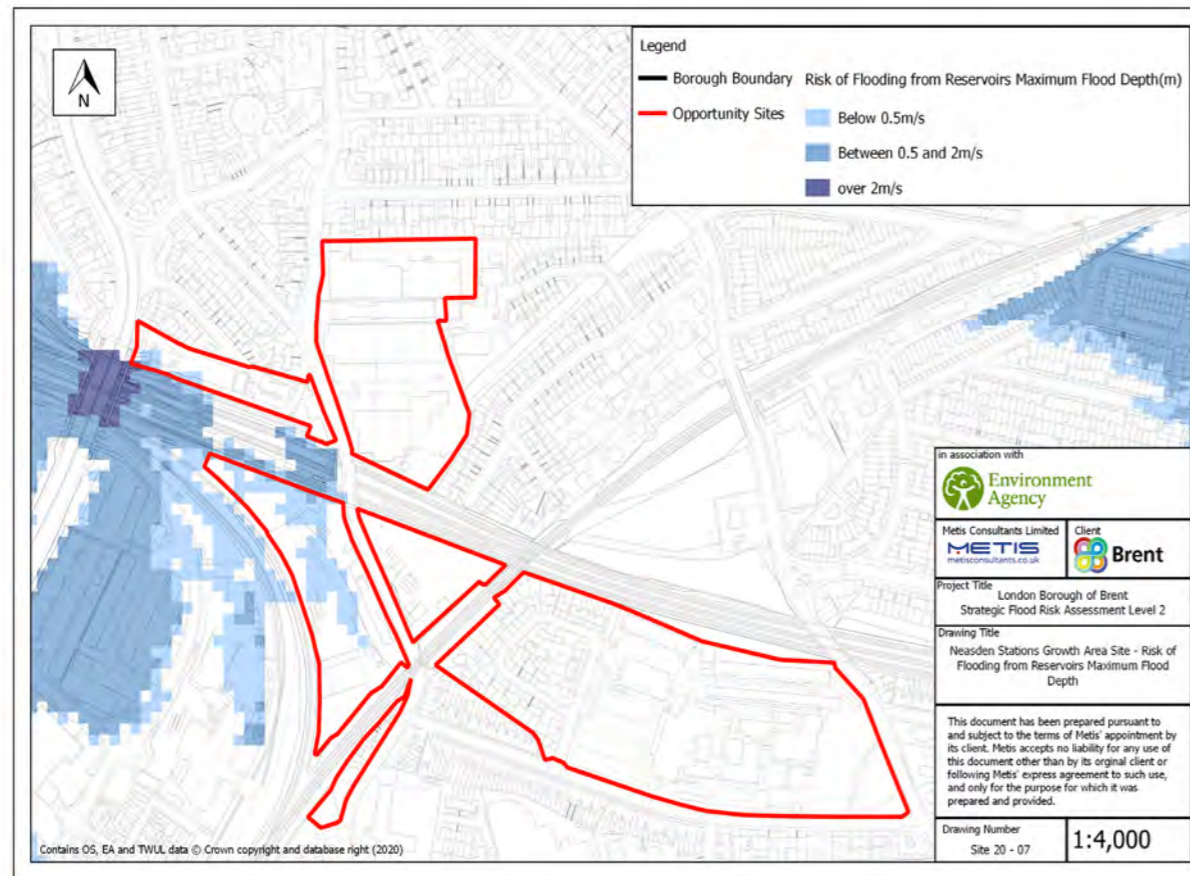 N
Legend
Borough Boundary
Opportunity Sites
Risk of Flooding from Reservoirs Maximum Flood Depth(m)
Below 0.5m/s
Between 0.5 and 2m/s
over 2m/s
in association with
Environment
Agency
Metis Consultants Limited
METIS
metisconsultants.co.uk
Client
Brent
Project Title
London Borough of Brent
Strategic Flood Risk Assessment Level 2
Drawing Title
Neasden Stations Growth Area Site - Risk of
Flooding from Reservoirs Maximum Flood
Depth
This document has been prepared pursuant to
and subject to the terms of Metis' appointment by
its client. Metis accepts no liability for any use of
this document other than by its orginal client or
following Metis' express agreement to such use,
and only for the purpose for which it was
prepared and provided.
Drawing Number
Site 20 - 07
1:4,000
Contains OS, EA and TWUL data © Crown copyright and database right (2020)